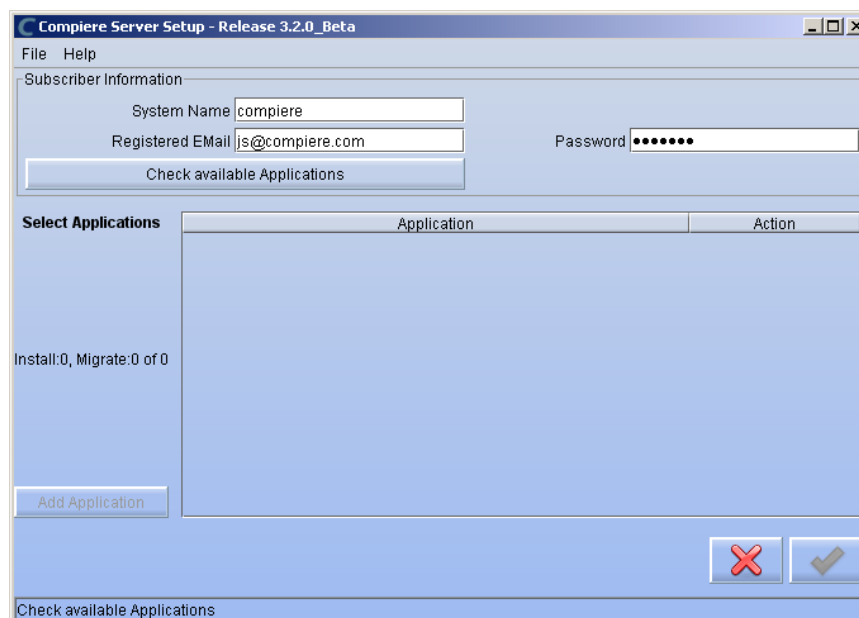 Compiere Server Setup - Release 3.2.0_Beta
File Help
Subscriber Information
System Name compiere
Registered EMail js@compiere.com Password •••••••
Check available Applications
Select Applications Application Action
Install:0, Migrate:0 of 0
Add Application
Check available Applications